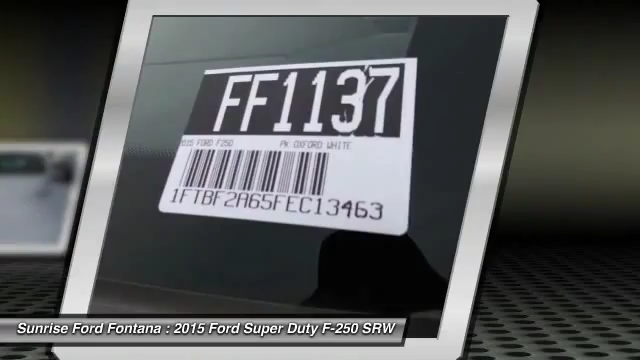 FF1137
2015 FORD F250 PK OXFORD WHITE
1FTBF2A65FEC13463
Sunrise Ford Fontana : 2015 Ford Super Duty F-250 SRW